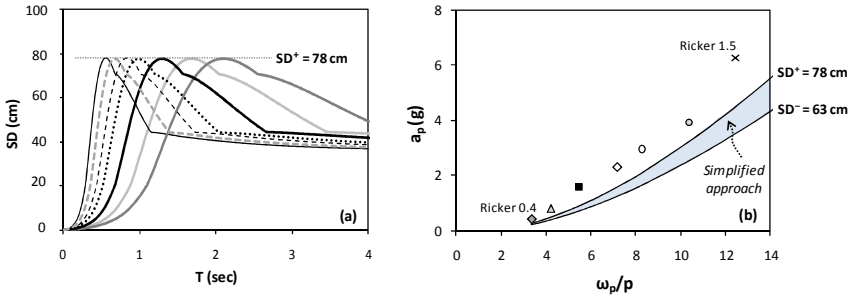 100
80
60
40
20
0
SD (cm)
SD⁺ = 78 cm
(a)
0 1 2 3 4
T (sec)
8
6
4
2
0
aₚ (g)
Ricker 1.5
SD⁺ = 78 cm
SD⁻ = 63 cm
Simplified
approach
Ricker 0.4
(b)
0 2 4 6 8 10 12 14
ωₚ/p